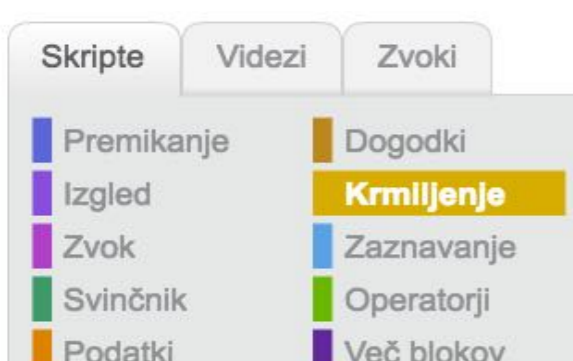 Skripte Videzi Zvoki
Premikanje Dogodki
Izgled Krmiljenje
Zvok Zaznavanje
Svinčnik Operatorji
Podatki Več blokov